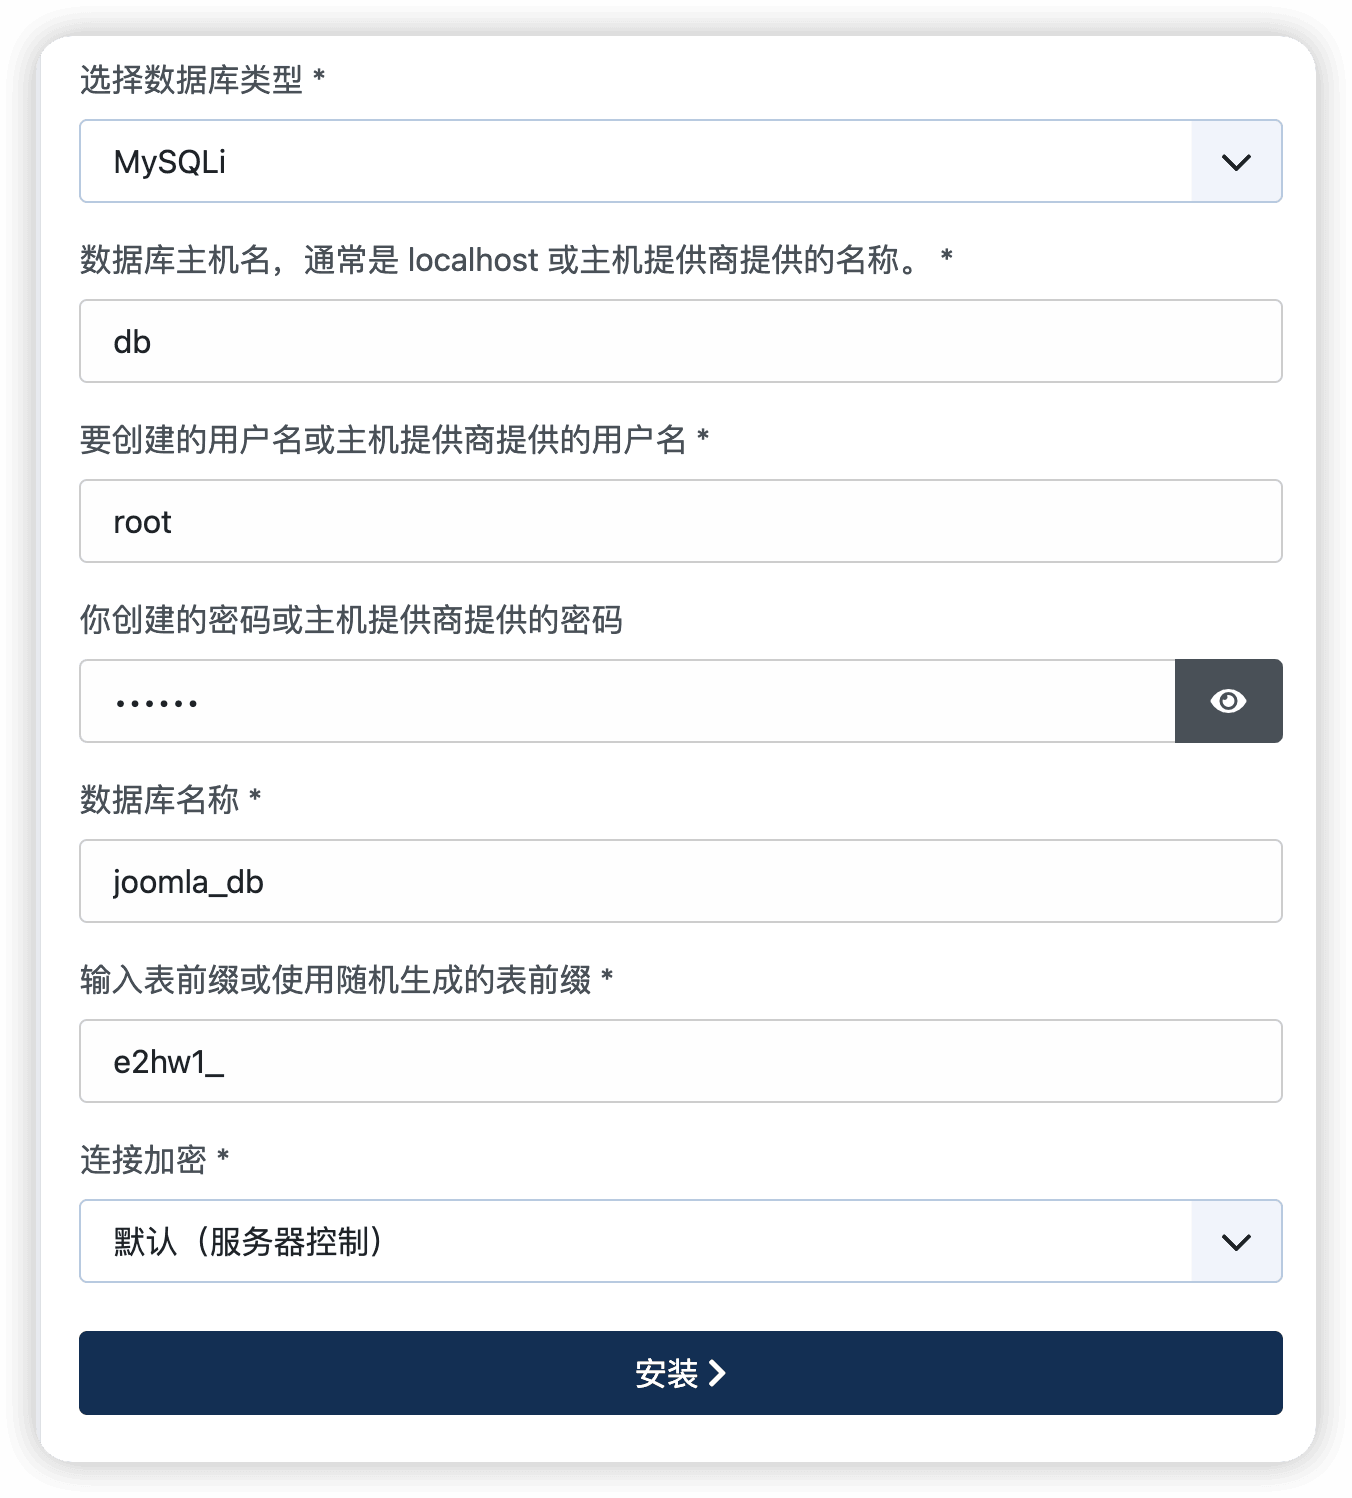 选择数据库类型 *
MySQLi
数据库主机名，通常是 localhost 或主机提供商提供的名称。 *
db
要创建的用户名或主机提供商提供的用户名 *
root
你创建的密码或主机提供商提供的密码
••••••
数据库名称 *
joomla_db
输入表前缀或使用随机生成的表前缀 *
e2hw1_
连接加密 *
默认（服务器控制）
安装